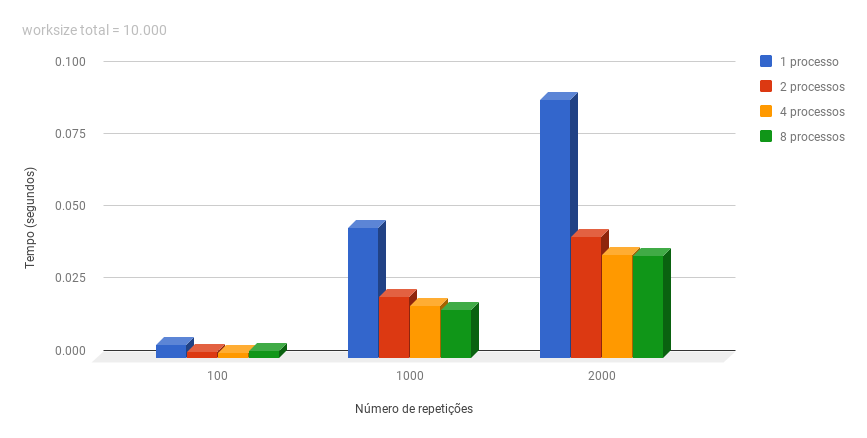 worksize total = 10.000
0.100
0.075
0.050
0.025
0.000
Tempo (segundos)
100
1000
2000
Número de repetições
1 processo
2 processos
4 processos
8 processos